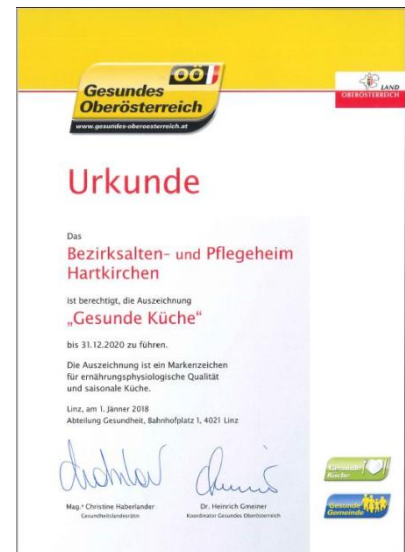 OÖ
Gesundes
Oberösterreich
www.gesundes-oberoesterreich.at
LAND
OBERÖSTERREICH
Urkunde
Das
Bezirksalten- und Pflegeheim
Hartkirchen
ist berechtigt, die Auszeichnung
„Gesunde Küche“
bis 31.12.2020 zu führen.
Die Auszeichnung ist ein Markenzeichen
für ernährungsphysiologische Qualität
und saisonale Küche.
Linz, am 1. Jänner 2018
Abteilung Gesundheit, Bahnhofplatz 1, 4021 Linz
Mag.ª Christine Haberlander
Gesundheitslandesrätin
Dr. Heinrich Gmeiner
Koordinator Gesundes Oberösterreich
Gesunde
Küche
Gesunde
Gemeinde